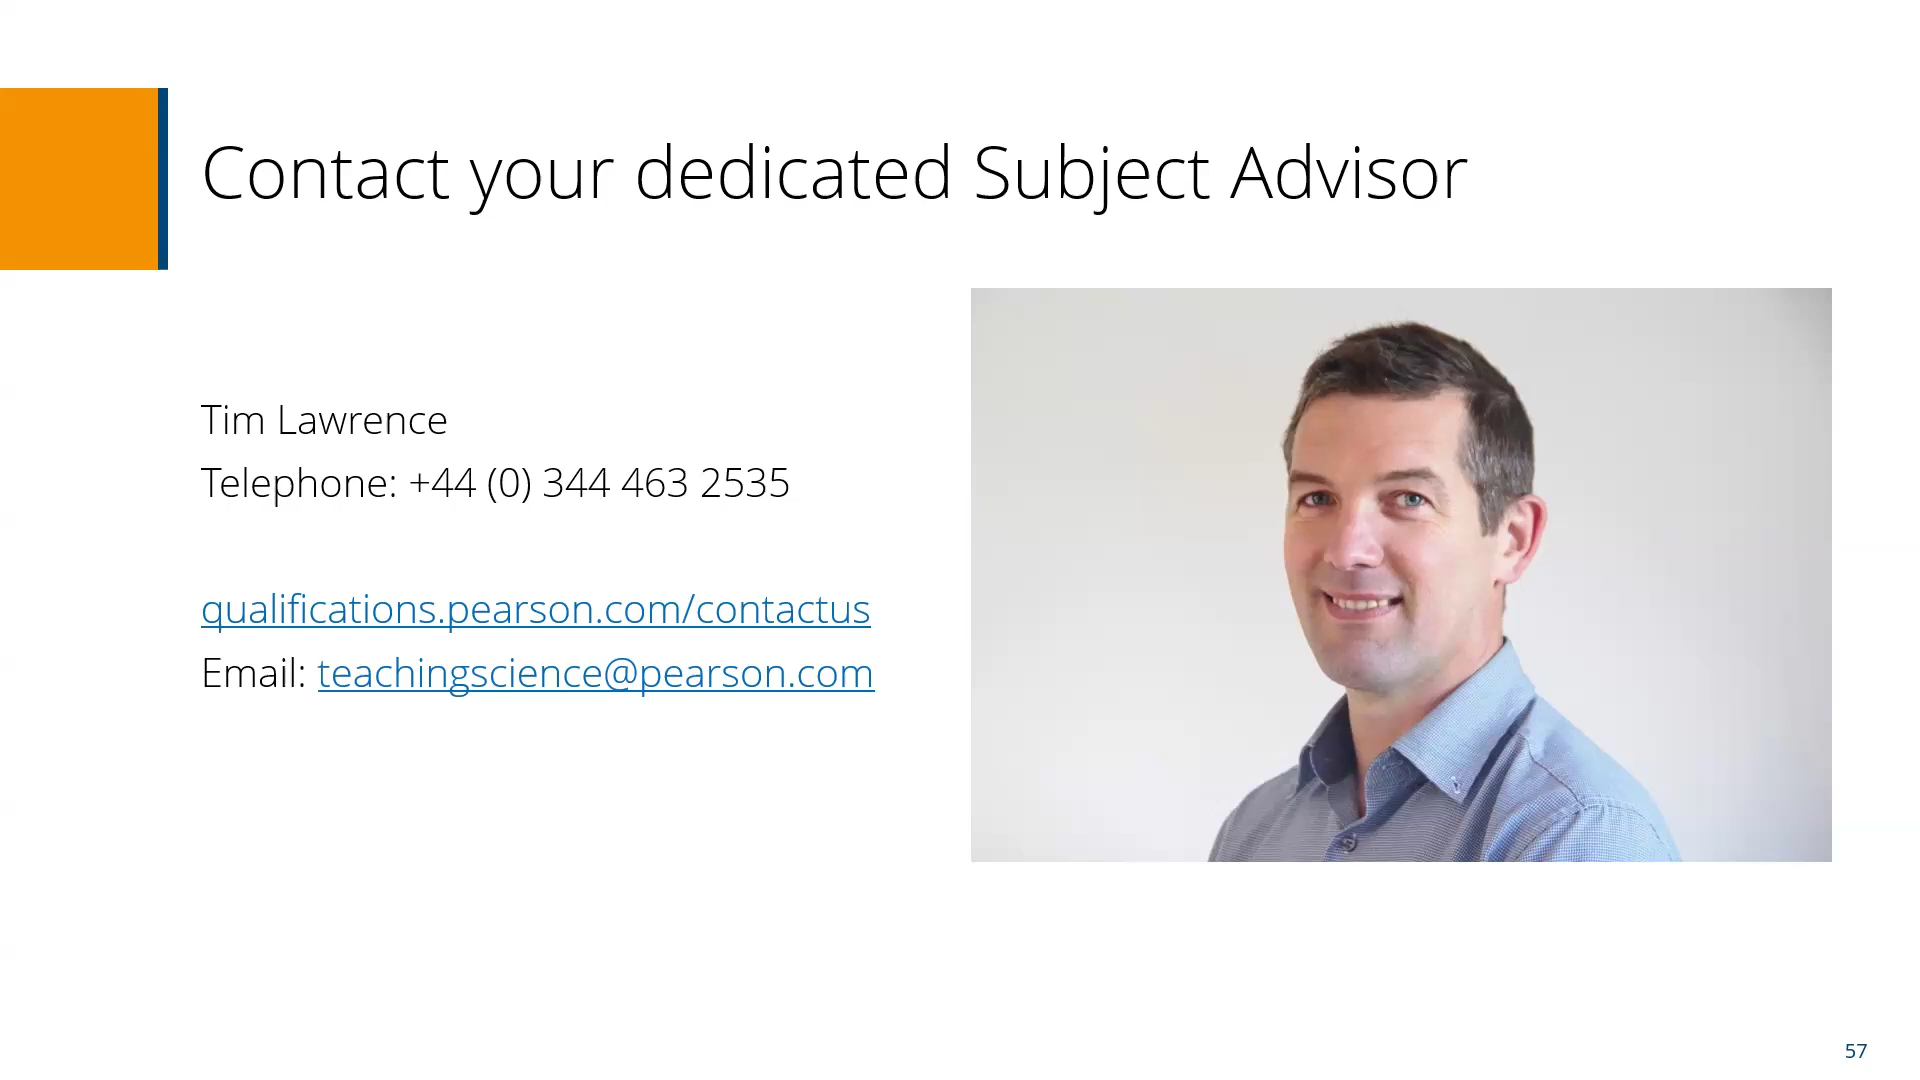 Contact your dedicated Subject Advisor
Tim Lawrence
Telephone: +44 (0) 344 463 2535
qualifications.pearson.com/contactus
Email: teachingscience@pearson.com
57